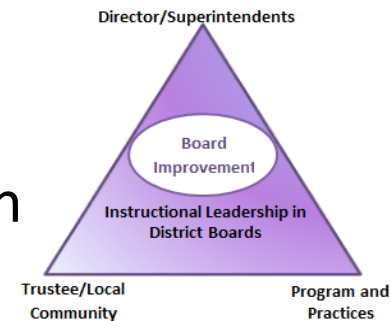 Director/Superintendents
Board
Improvement
n
Instructional Leadership in
District Boards
Trustee/Local
Community
Program and
Practices